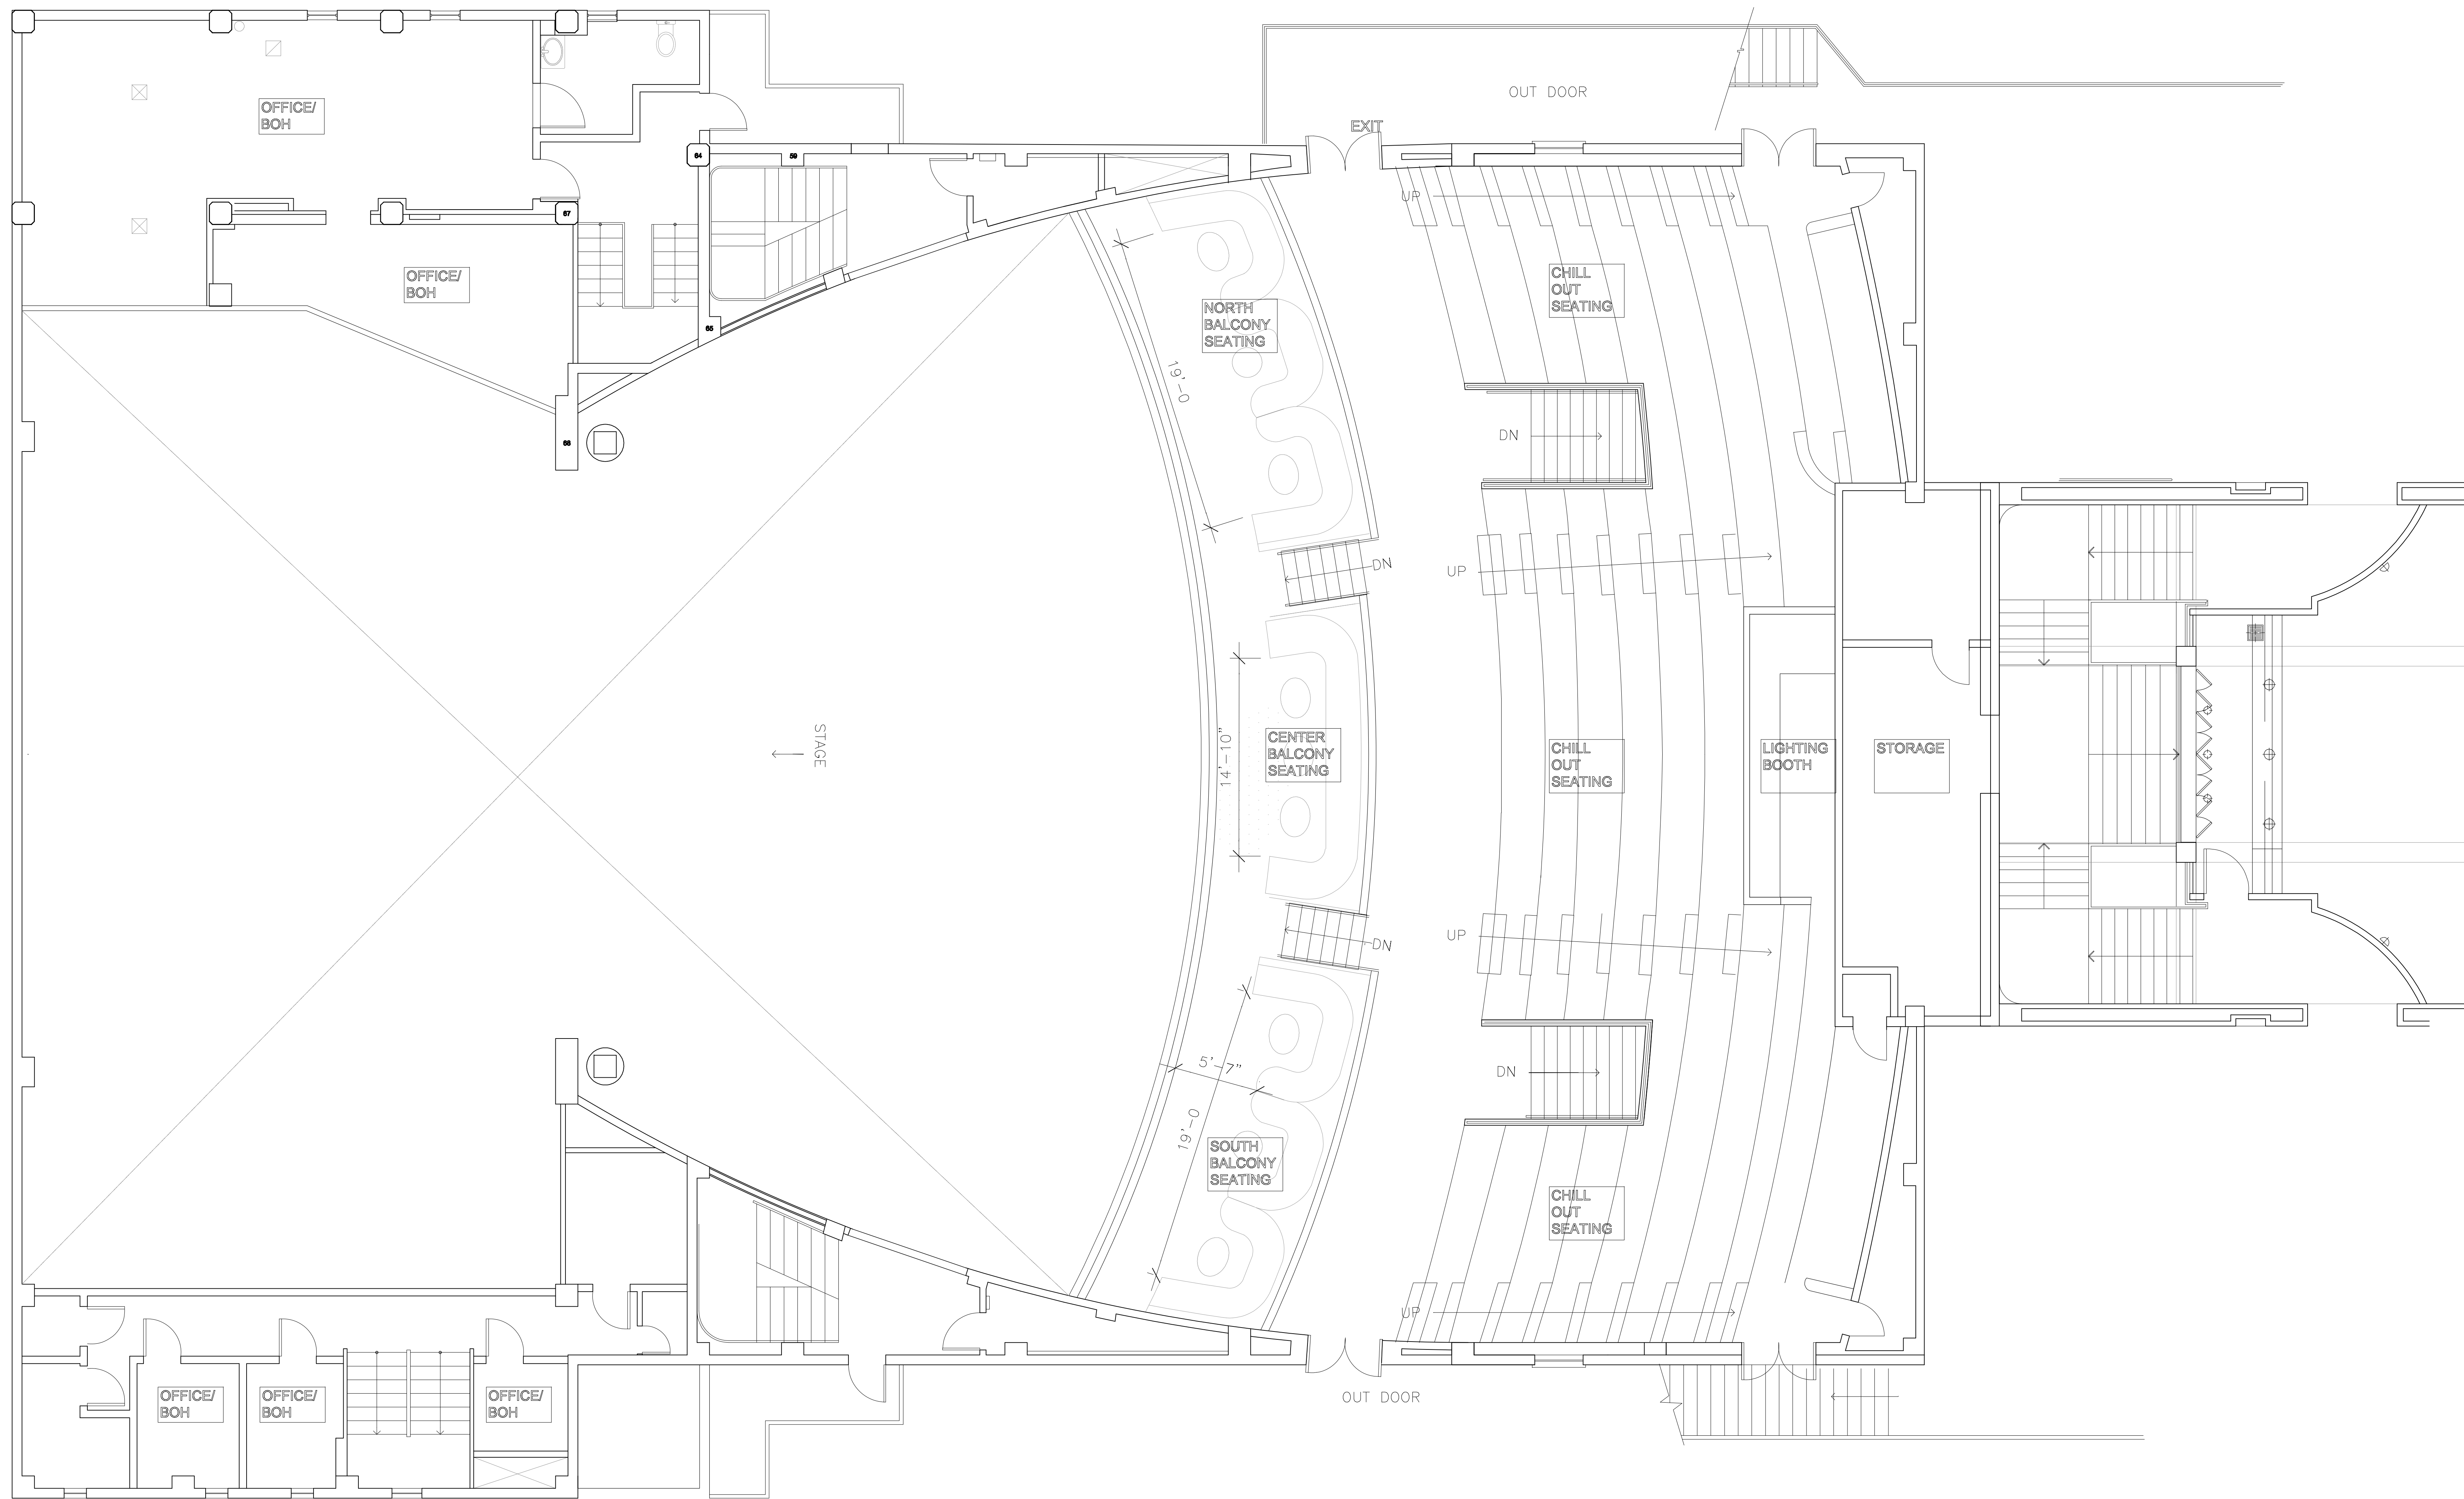 OUT DOOR
OFFICE/
BOH
EXIT
64
59
UP
67
OFFICE/
BOH
CHILL
OUT
SEATING
NORTH
BALCONY
SEATING
65
19'-0
66
DN
DN
UP
STAGE
14'-10"
CENTER
BALCONY
SEATING
CHILL
OUT
SEATING
LIGHTING
BOOTH
STORAGE
UP
DN
5'-7"
DN
19'-0
SOUTH
BALCONY
SEATING
CHILL
OUT
SEATING
UP
OFFICE/
BOH
OFFICE/
BOH
OFFICE/
BOH
OUT DOOR